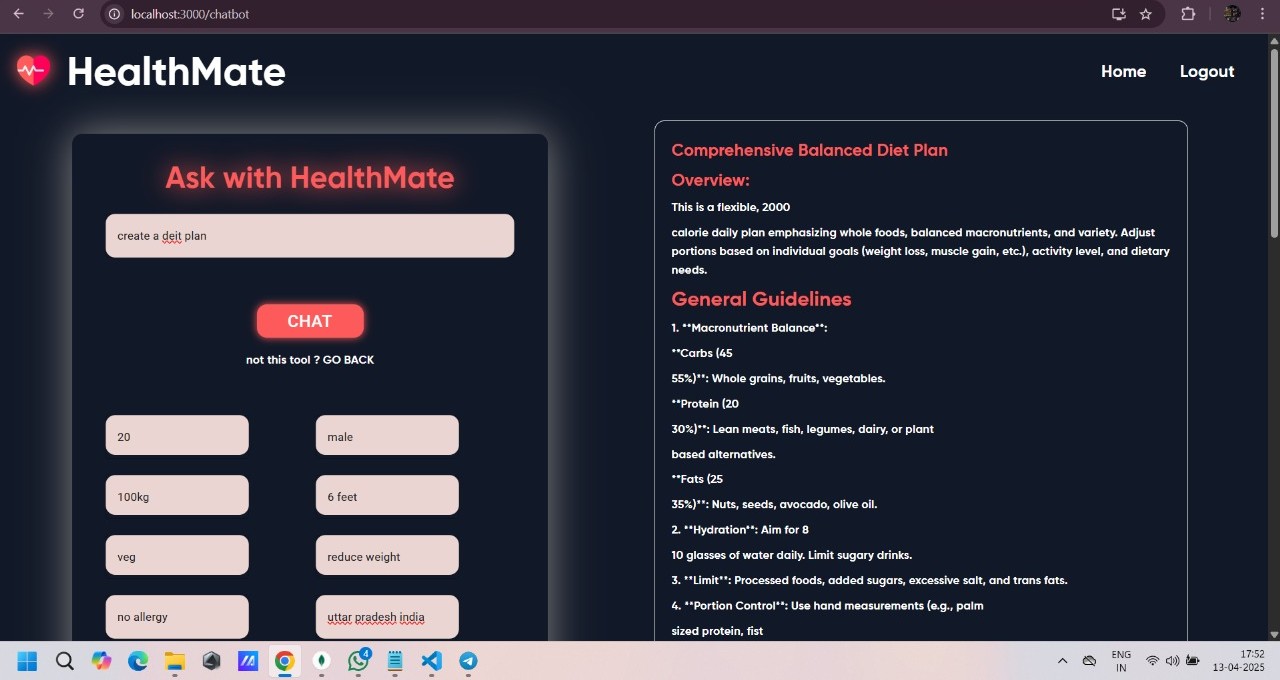 localhost:3000/chatbot
HealthMate
Home
Logout
Ask with HealthMate
create a deit plan
CHAT
not this tool ? GO BACK
20
male
100kg
6 feet
veg
reduce weight
no allergy
uttar pradesh india
Comprehensive Balanced Diet Plan
Overview:
This is a flexible, 2000
calorie daily plan emphasizing whole foods, balanced macronutrients, and variety. Adjust
portions based on individual goals (weight loss, muscle gain, etc.), activity level, and dietary
needs.
General Guidelines
1. **Macronutrient Balance**:
**Carbs (45
55%)**: Whole grains, fruits, vegetables.
**Protein (20
30%)**: Lean meats, fish, legumes, dairy, or plant
based alternatives.
**Fats (25
35%)**: Nuts, seeds, avocado, olive oil.
2. **Hydration**: Aim for 8
10 glasses of water daily. Limit sugary drinks.
3. **Limit**: Processed foods, added sugars, excessive salt, and trans fats.
4. **Portion Control**: Use hand measurements (e.g., palm
sized protein, fist
4
ENG
IN
17:52
13-04-2025